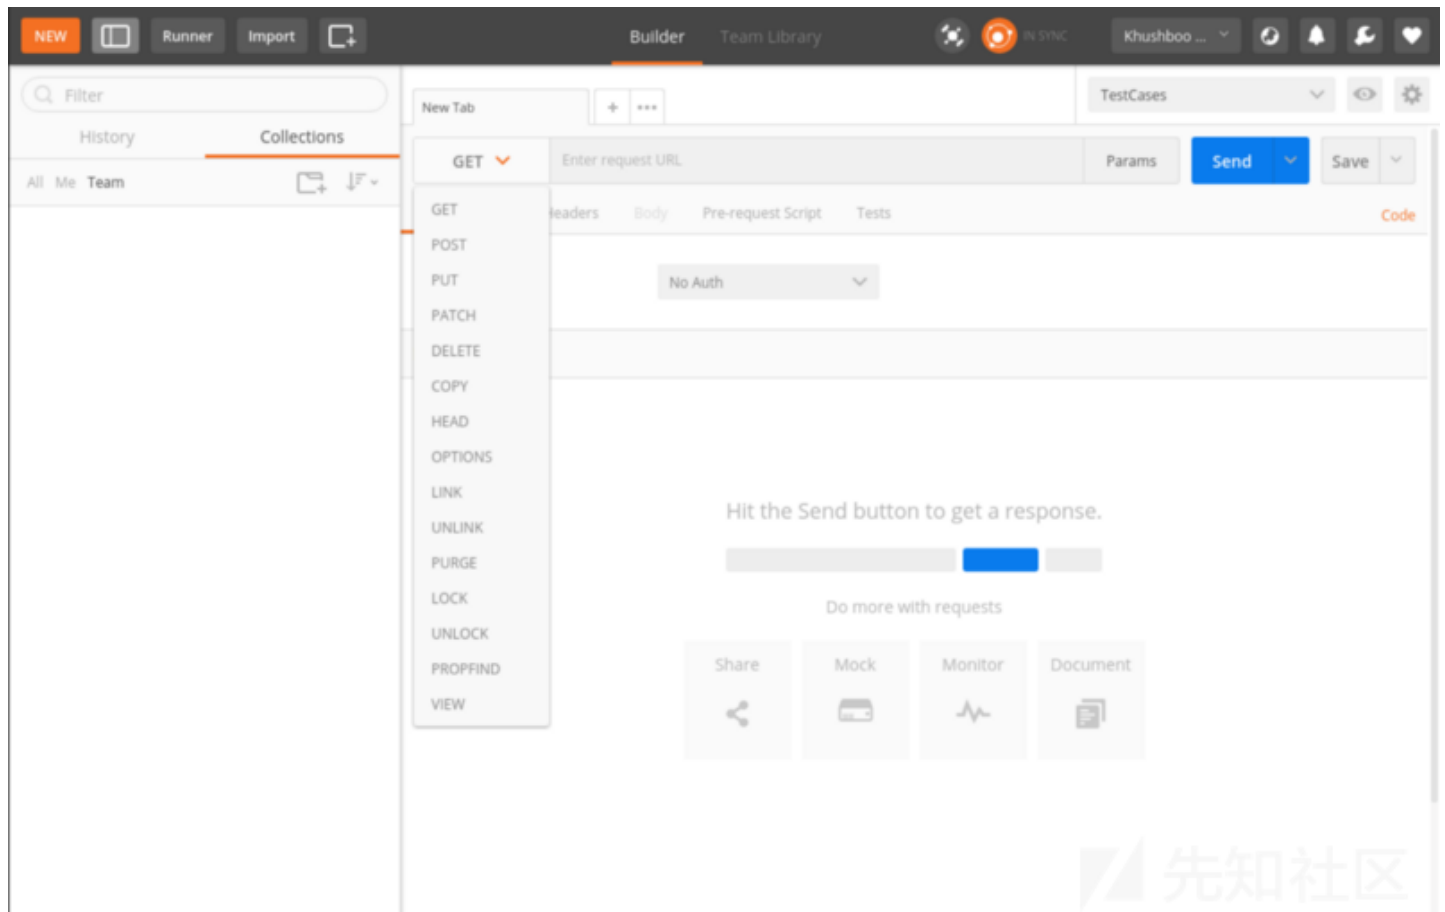 NEW Runner Import Builder Team Library IN SYNC Khushboo ...
Filter
New Tab + ••• TestCases
History Collections
GET Enter request URL Params Send Save
All Me Team
GET
Headers Body Pre-request Script Tests Code
POST
PUT No Auth
PATCH
DELETE
COPY
HEAD
OPTIONS
LINK
UNLINK
PURGE
LOCK
UNLOCK
PROPFIND
VIEW
Hit the Send button to get a response.
Do more with requests
Share Mock Monitor Document
先知社区